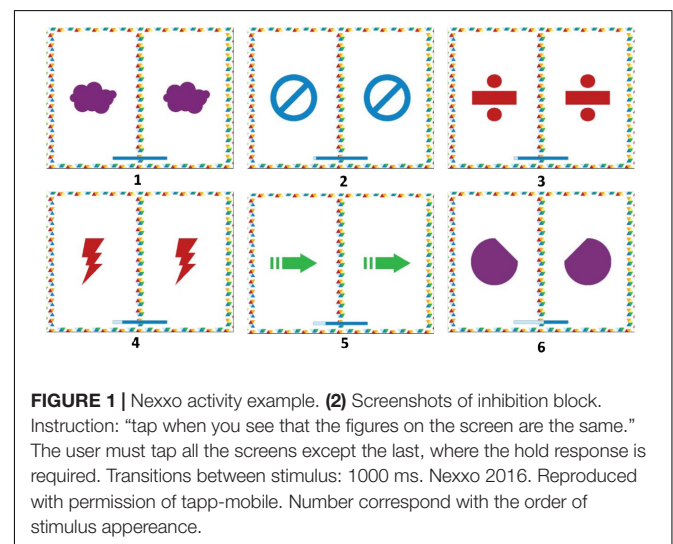 1 2 3
4 5 6
FIGURE 1 | Nexxo activity example. (2) Screenshots of inhibition block.
Instruction: “tap when you see that the figures on the screen are the same.”
The user must tap all the screens except the last, where the hold response is
required. Transitions between stimulus: 1000 ms. Nexxo 2016. Reproduced
with permission of tapp-mobile. Number correspond with the order of
stimulus appereance.